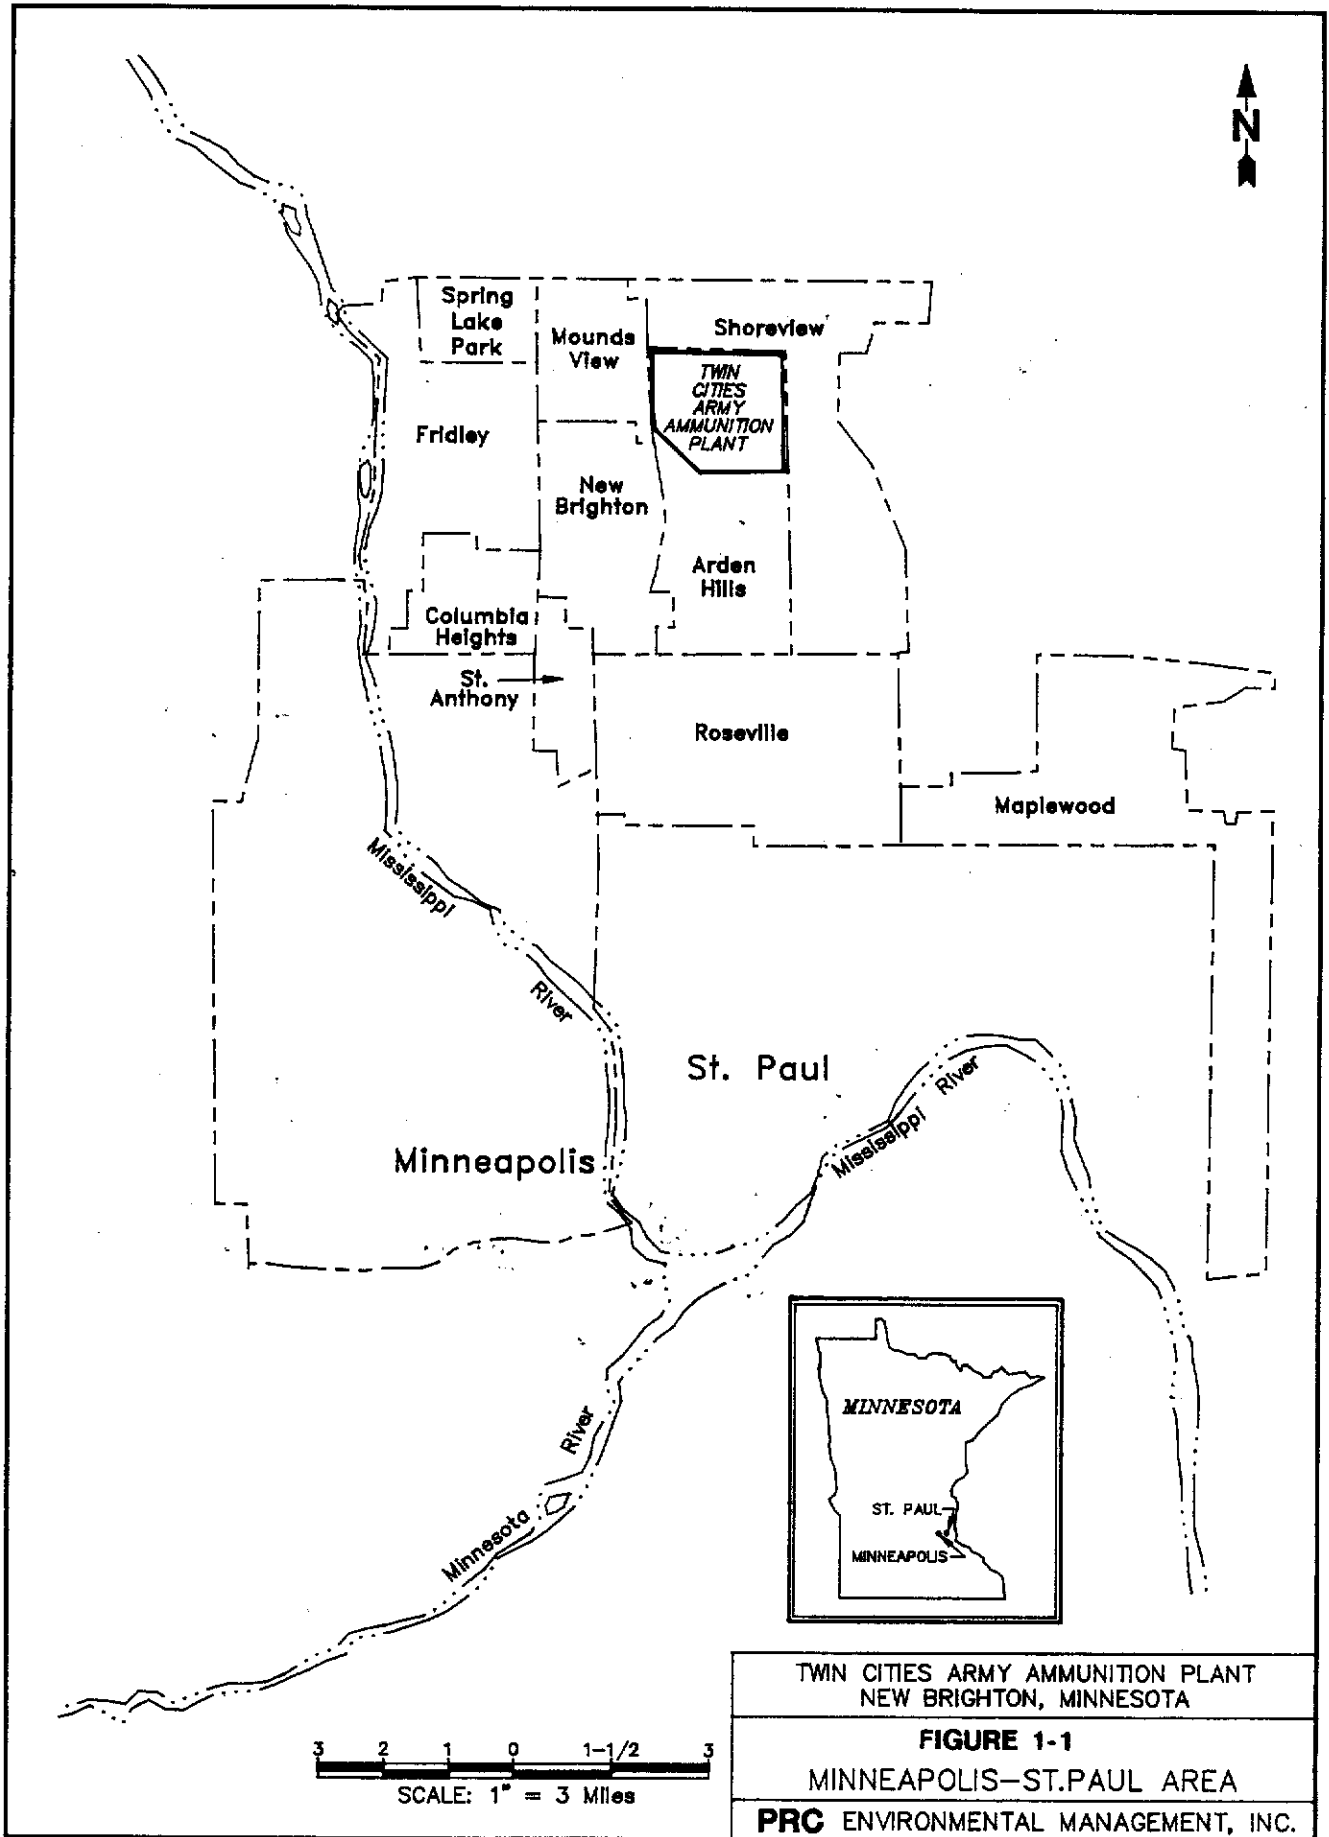 N
Spring
Lake
Park
Mounds
View
Shoreview
TWIN
CITIES
ARMY
AMMUNITION
PLANT
Fridley
New
Brighton
Arden
Hills
Columbia
Heights
St.
Anthony
Roseville
Maplewood
Mississippi
River
St. Paul
Mississippi River
Minneapolis
MINNESOTA
ST. PAUL
MINNEAPOLIS
Minnesota River
3 2 1 0 1-1/2 3
SCALE: 1" = 3 Miles
TWIN CITIES ARMY AMMUNITION PLANT
NEW BRIGHTON, MINNESOTA
FIGURE 1-1
MINNEAPOLIS-ST.PAUL AREA
PRC ENVIRONMENTAL MANAGEMENT, INC.